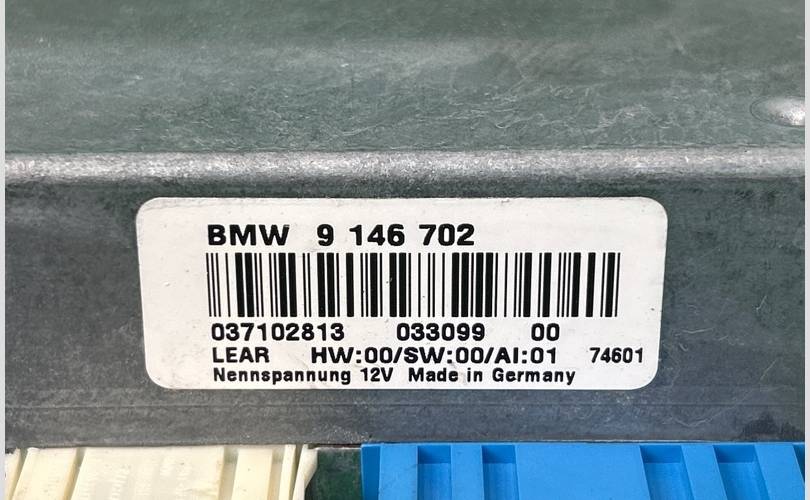 BMW 9 146 702
037102813 033099 00
LEAR HW:00/SW:00/AI:01 74601
Nennspannung 12V Made in Germany